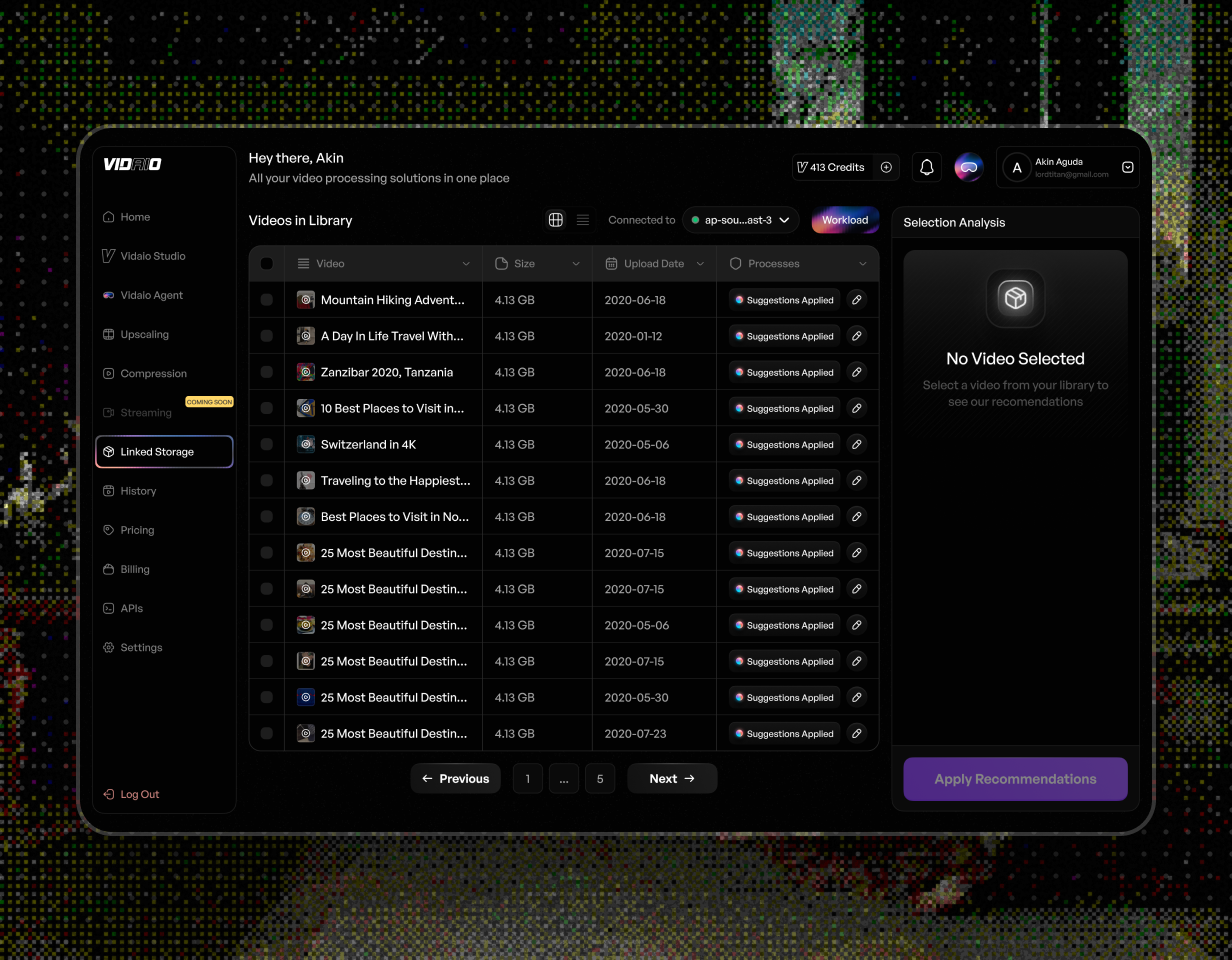 VIDAIO
Home
Vidaio Studio
Vidaio Agent
Upscaling
Compression
COMING SOON
Streaming
Linked Storage
History
Pricing
Billing
APIs
Settings
Log Out
Hey there, Akin
All your video processing solutions in one place
413 Credits
A
Akin Aguda
lordtitan@gmail.com
Videos in Library
Connected to
ap-sou...ast-3
Workload
Video Size Upload Date Processes
Mountain Hiking Advent... 4.13 GB 2020-06-18 Suggestions Applied
A Day In Life Travel With... 4.13 GB 2020-01-12 Suggestions Applied
Zanzibar 2020, Tanzania 4.13 GB 2020-06-18 Suggestions Applied
10 Best Places to Visit in... 4.13 GB 2020-05-30 Suggestions Applied
Switzerland in 4K 4.13 GB 2020-05-06 Suggestions Applied
Traveling to the Happiest... 4.13 GB 2020-06-18 Suggestions Applied
Best Places to Visit in No... 4.13 GB 2020-06-18 Suggestions Applied
25 Most Beautiful Destin... 4.13 GB 2020-07-15 Suggestions Applied
25 Most Beautiful Destin... 4.13 GB 2020-07-15 Suggestions Applied
25 Most Beautiful Destin... 4.13 GB 2020-05-06 Suggestions Applied
25 Most Beautiful Destin... 4.13 GB 2020-07-15 Suggestions Applied
25 Most Beautiful Destin... 4.13 GB 2020-05-30 Suggestions Applied
25 Most Beautiful Destin... 4.13 GB 2020-07-23 Suggestions Applied
← Previous 1 ... 5 Next →
Selection Analysis
No Video Selected
Select a video from your library to
see our recomendations
Apply Recommendations